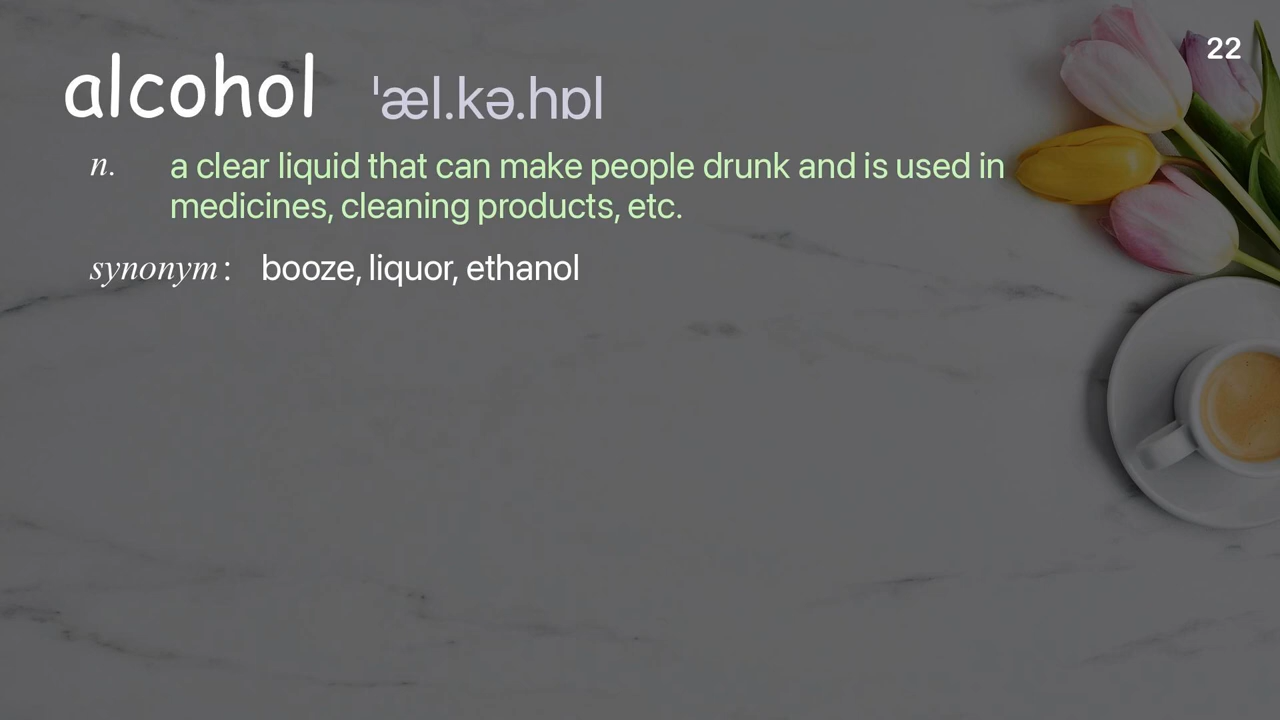 22
alcohol ˈæl.kə.hɒl
n. a clear liquid that can make people drunk and is used in
medicines, cleaning products, etc.
synonym: booze, liquor, ethanol